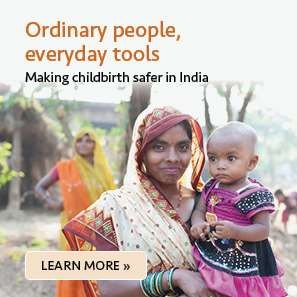 Ordinary people,
everyday tools
Making childbirth safer in India
LEARN MORE »